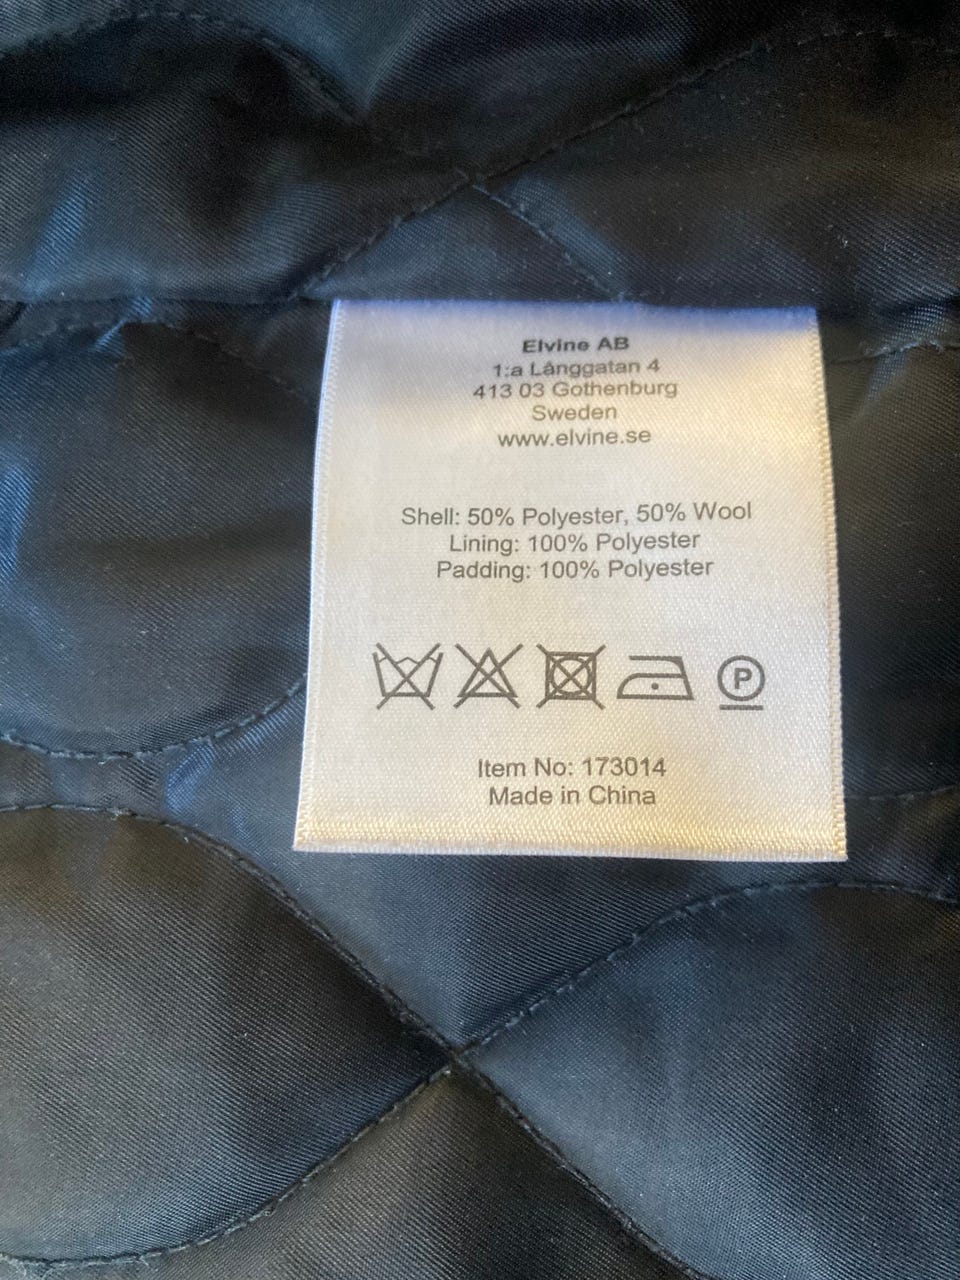 Elvine AB
1:a Långgatan 4
413 03 Gothenburg
Sweden
www.elvine.se
Shell: 50% Polyester, 50% Wool
Lining: 100% Polyester
Padding: 100% Polyester
P
Item No: 173014
Made in China